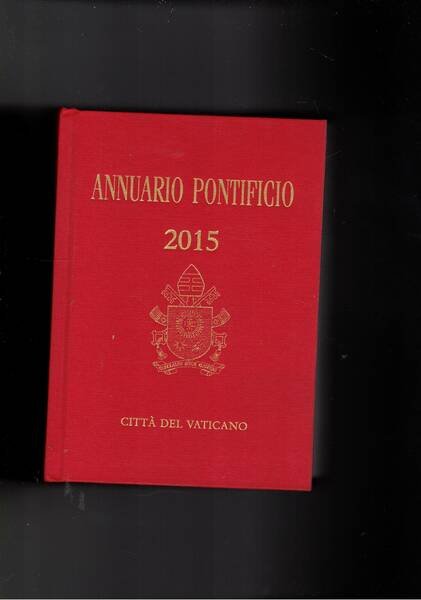 ANNUARIO PONTIFICIO
2015
CITTÀ DEL VATICANO